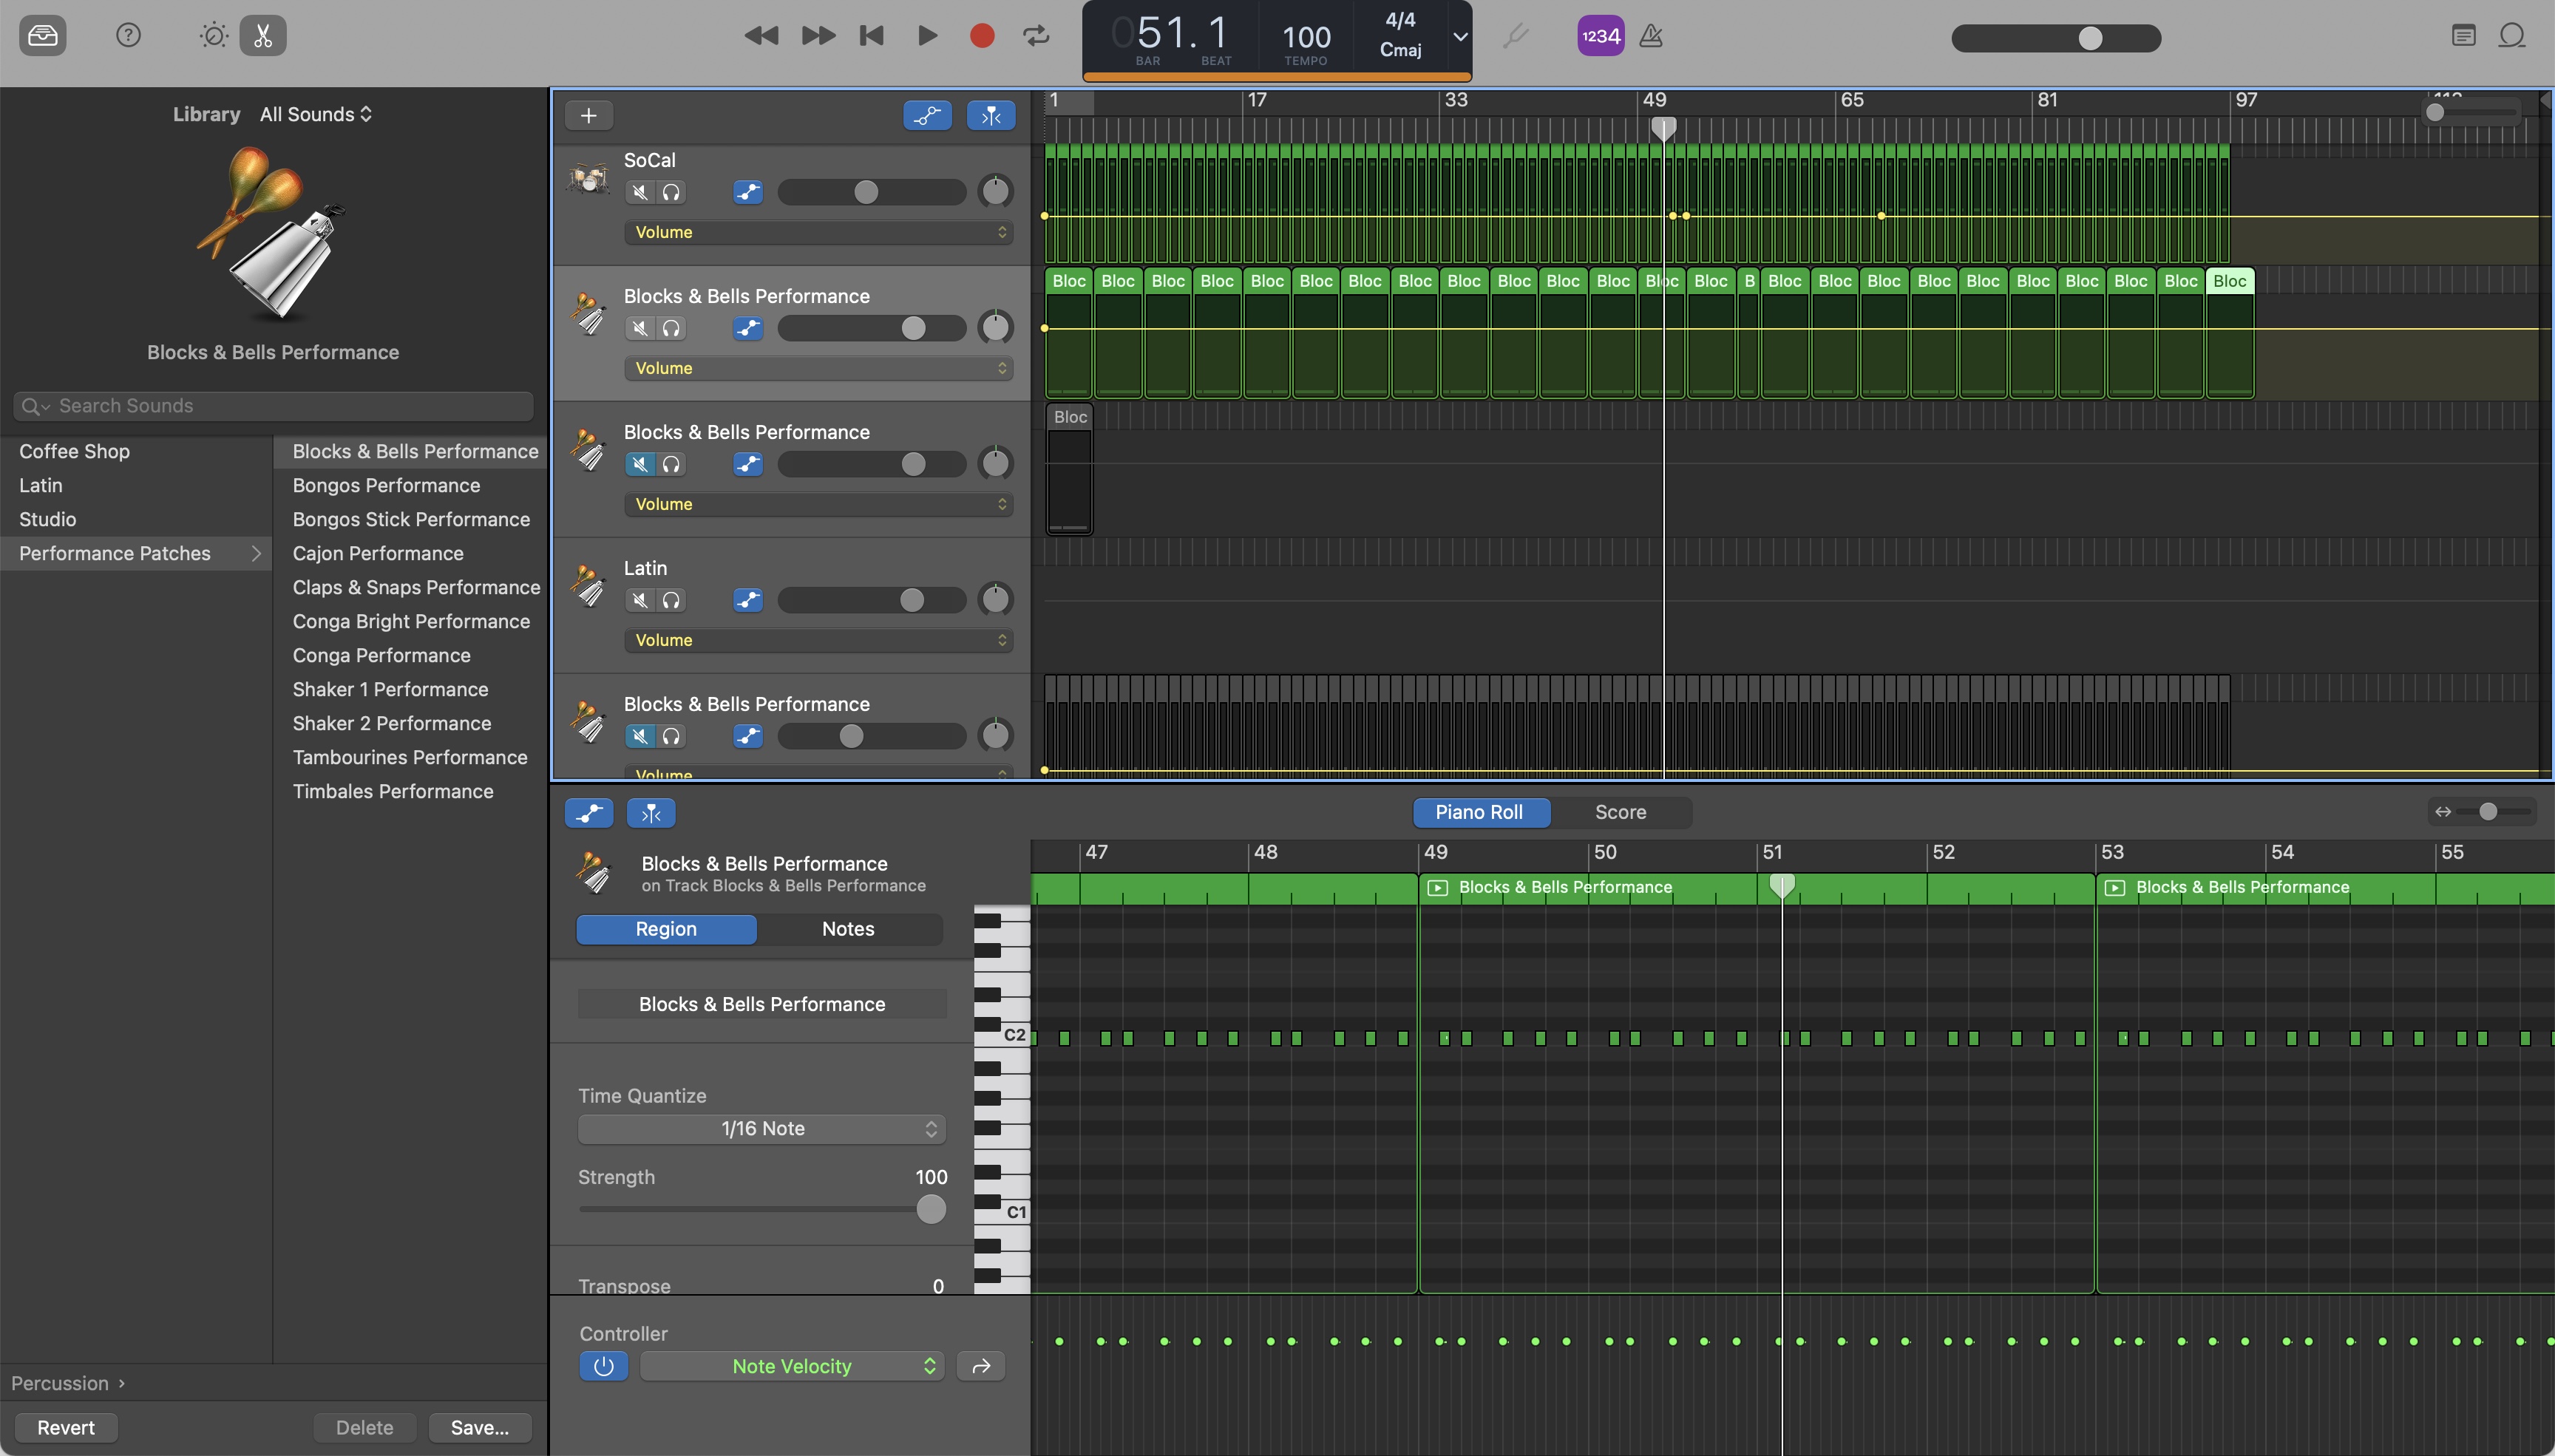 051.1
BAR BEAT
100
TEMPO
4/4
Cmaj
1234
Library All Sounds
Blocks & Bells Performance
Search Sounds
Coffee Shop
Latin
Studio
Performance Patches
Blocks & Bells Performance
Bongos Performance
Bongos Stick Performance
Cajon Performance
Claps & Snaps Performance
Conga Bright Performance
Conga Performance
Shaker 1 Performance
Shaker 2 Performance
Tambourines Performance
Timbales Performance
Percussion ›
Revert Delete Save...
1 17 33 49 65 81 97
SoCal
Volume
Blocks & Bells Performance
Volume
Bloc Bloc Bloc Bloc Bloc Bloc Bloc Bloc Bloc Bloc Bloc Bloc Bloc Bloc B Bloc Bloc Bloc Bloc Bloc Bloc Bloc Bloc Bloc Bloc
Blocks & Bells Performance
Volume
Bloc
Latin
Volume
Blocks & Bells Performance
Volume
Piano Roll Score
Blocks & Bells Performance
on Track Blocks & Bells Performance
Region Notes
Blocks & Bells Performance
Time Quantize
1/16 Note
Strength 100
Transpose 0
Controller
Note Velocity
47 48 49 50 51 52 53 54 55
Blocks & Bells Performance Blocks & Bells Performance
C2
C1